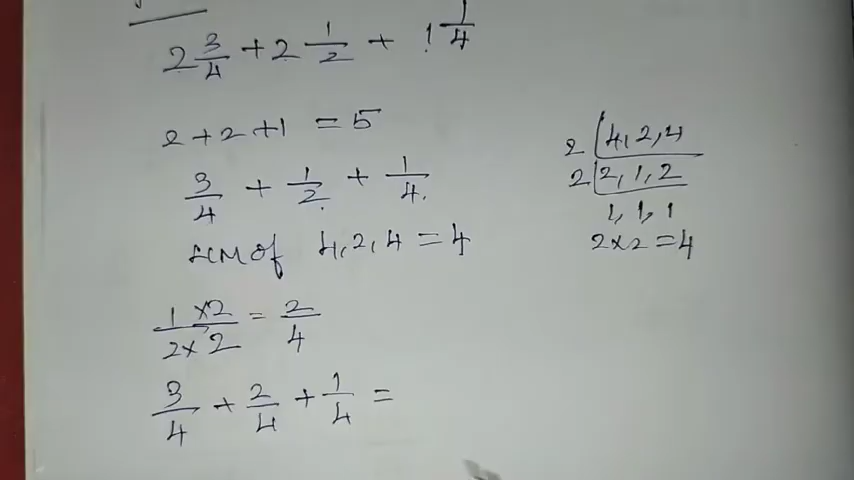 2 3/4 + 2 1/2 + 1 1/4
2 + 2 + 1 = 5
3/4 + 1/2 + 1/4.
LCM of 4, 2, 4 = 4
1 × 2 / 2 × 2 = 2/4
3/4 + 2/4 + 1/4 =
2 | 4, 2, 4
2 | 2, 1, 2
1, 1, 1
2 × 2 = 4